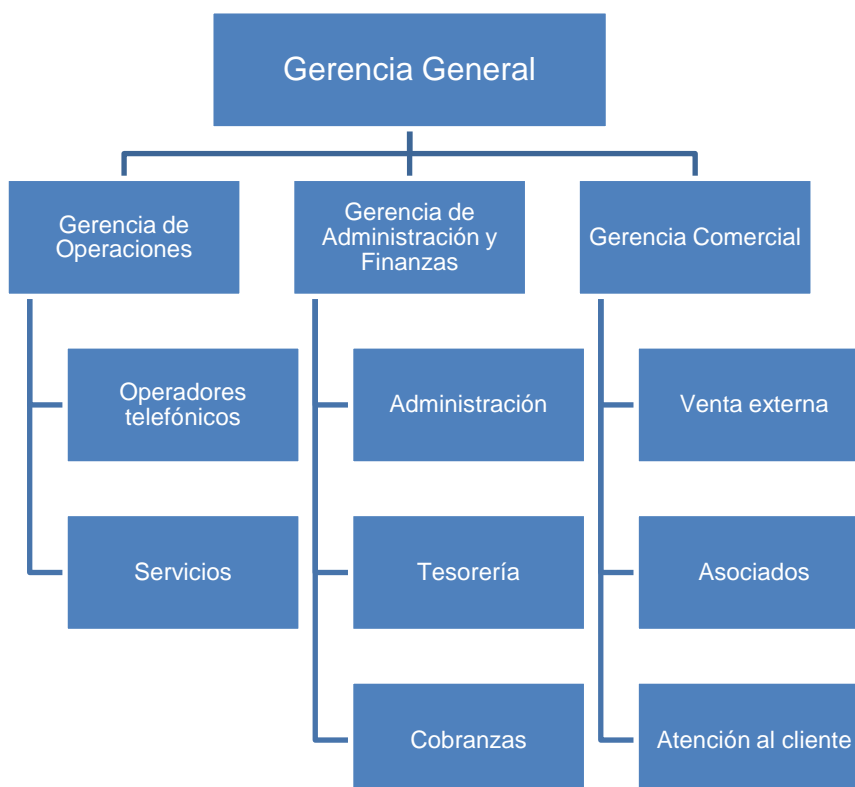 Gerencia General
Gerencia de
Operaciones
Gerencia de
Administración y
Finanzas
Gerencia Comercial
Operadores
telefónicos
Administración
Venta externa
Servicios
Tesorería
Asociados
Cobranzas
Atención al cliente